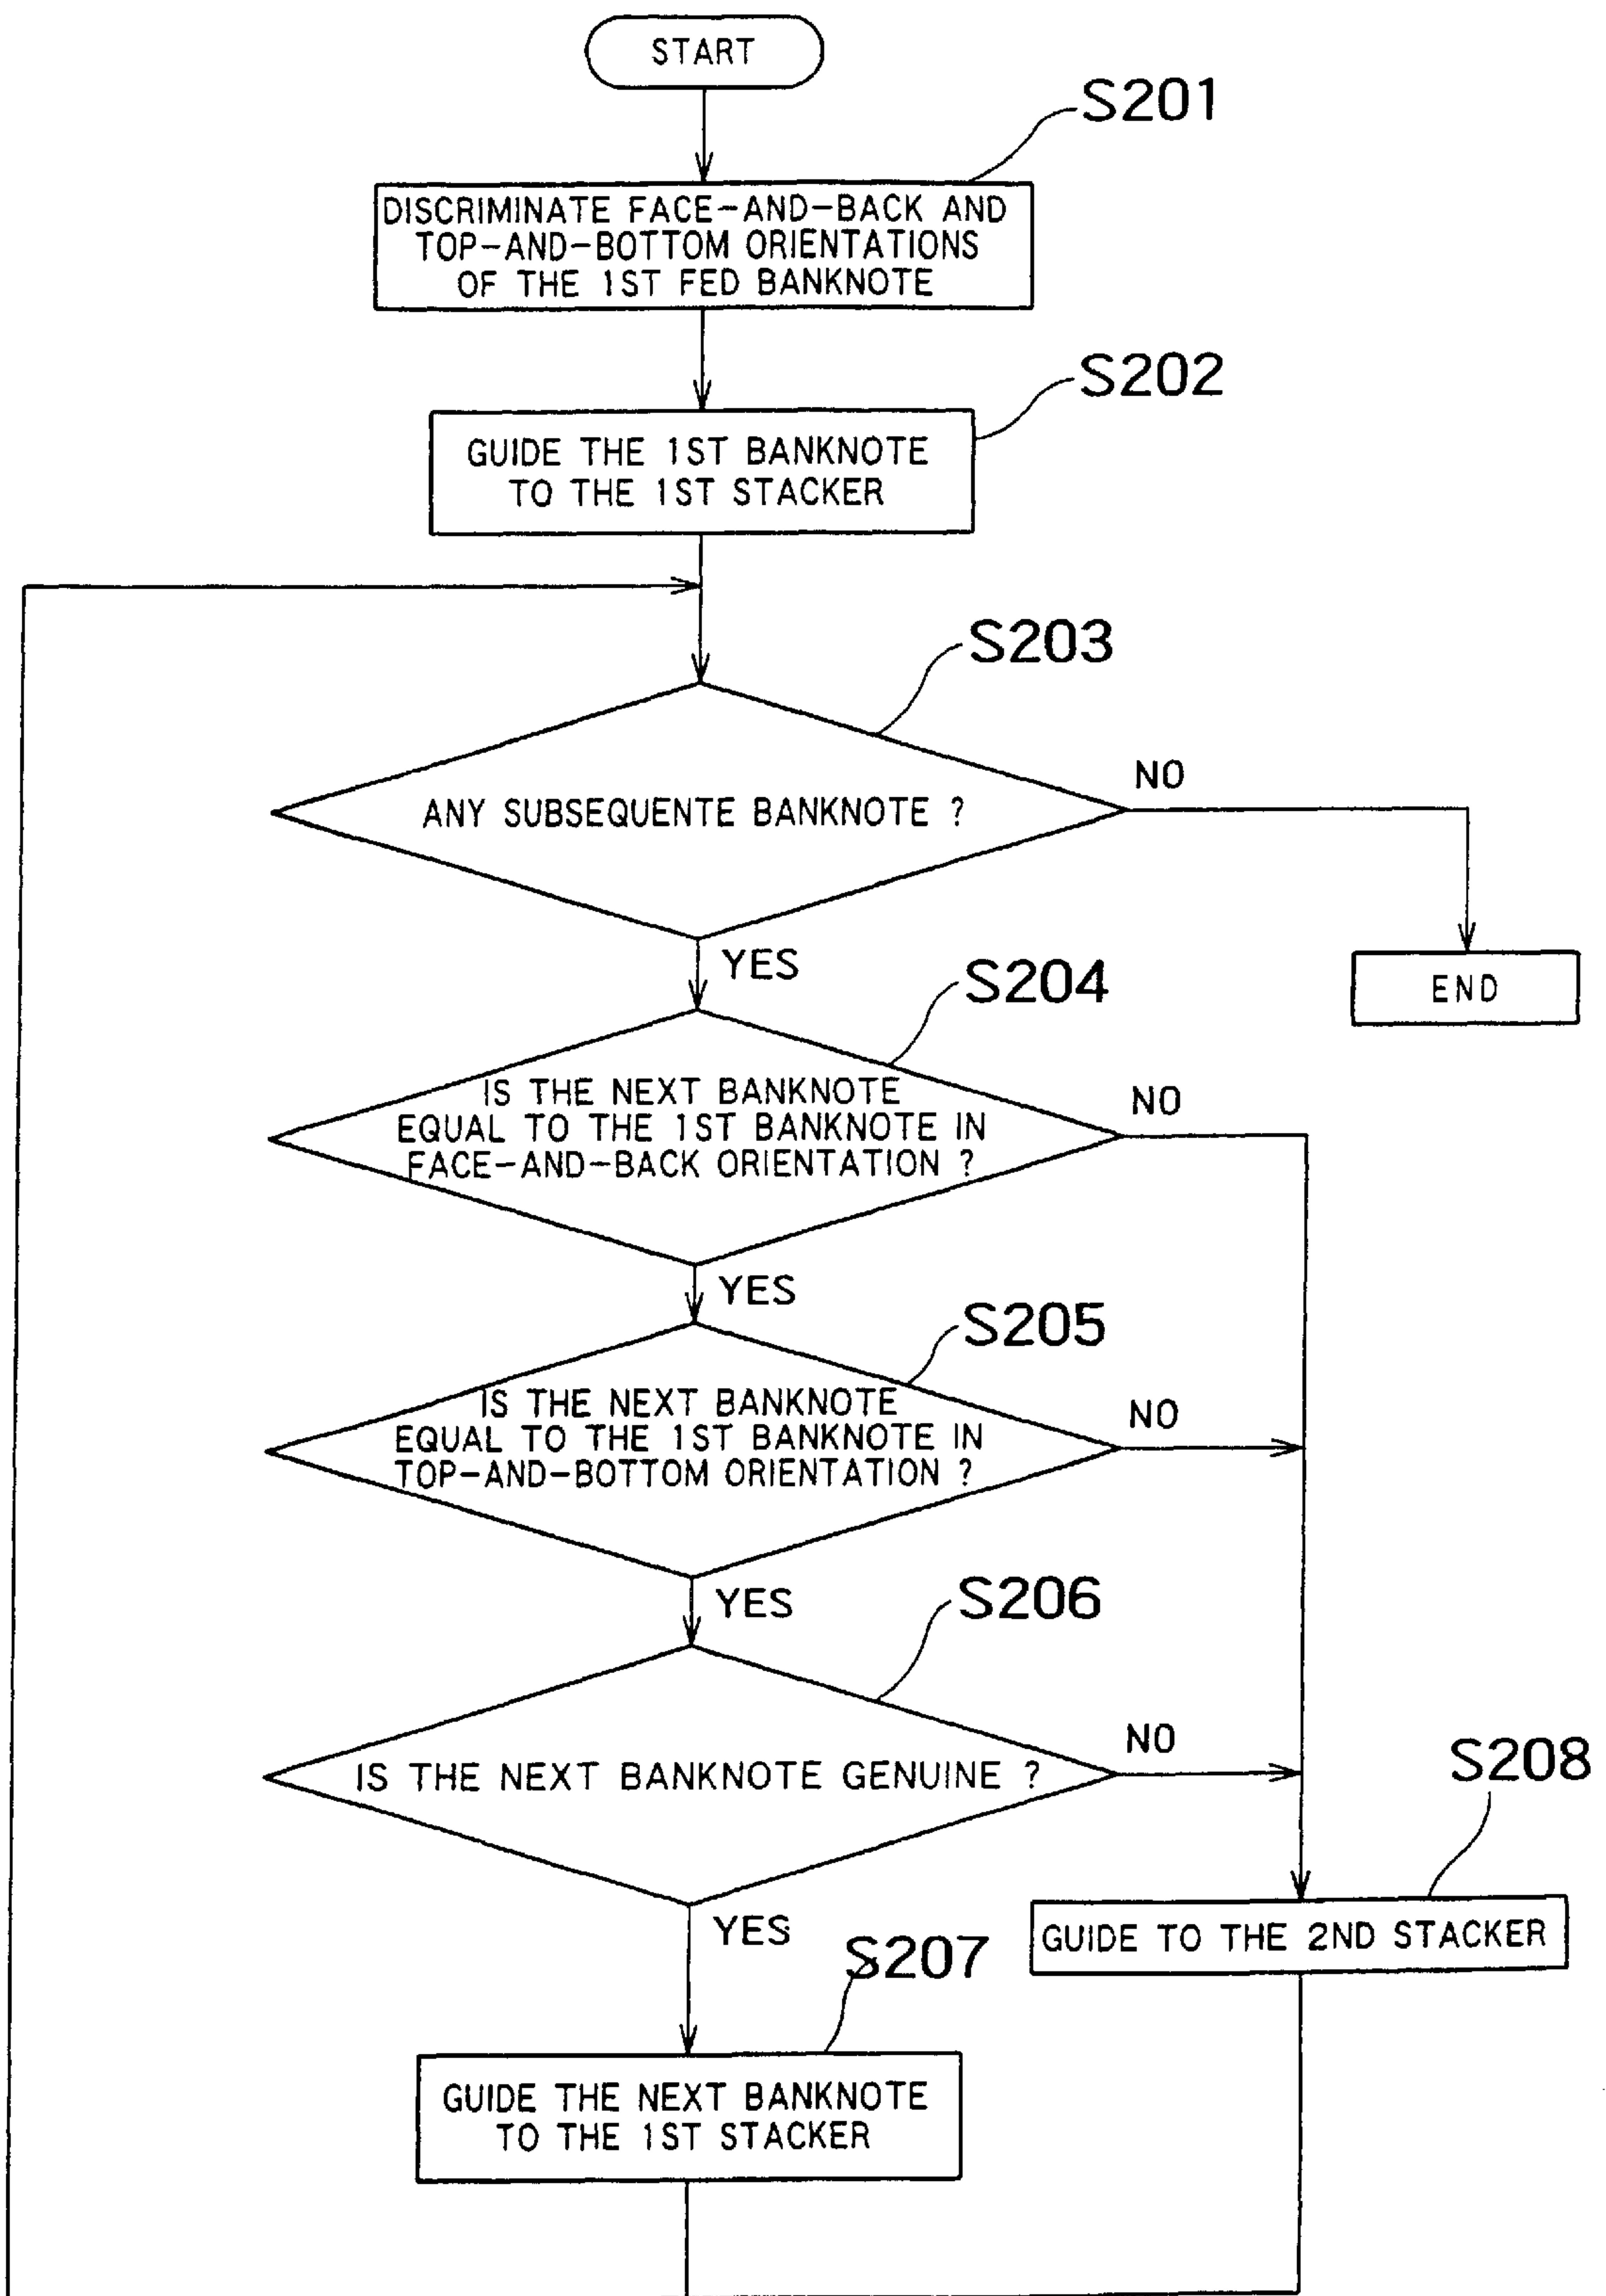 START
S201
DISCRIMINATE FACE-AND-BACK AND
TOP-AND-BOTTOM ORIENTATIONS
OF THE 1ST FED BANKNOTE
S202
GUIDE THE 1ST BANKNOTE
TO THE 1ST STACKER
S203
NO
ANY SUBSEQUENTE BANKNOTE ?
YES
END
S204
IS THE NEXT BANKNOTE
EQUAL TO THE 1ST BANKNOTE IN
FACE-AND-BACK ORIENTATION ?
NO
YES
S205
IS THE NEXT BANKNOTE
EQUAL TO THE 1ST BANKNOTE IN
TOP-AND-BOTTOM ORIENTATION ?
NO
YES
S206
IS THE NEXT BANKNOTE GENUINE ?
NO
S208
YES
GUIDE TO THE 2ND STACKER
S207
GUIDE THE NEXT BANKNOTE
TO THE 1ST STACKER